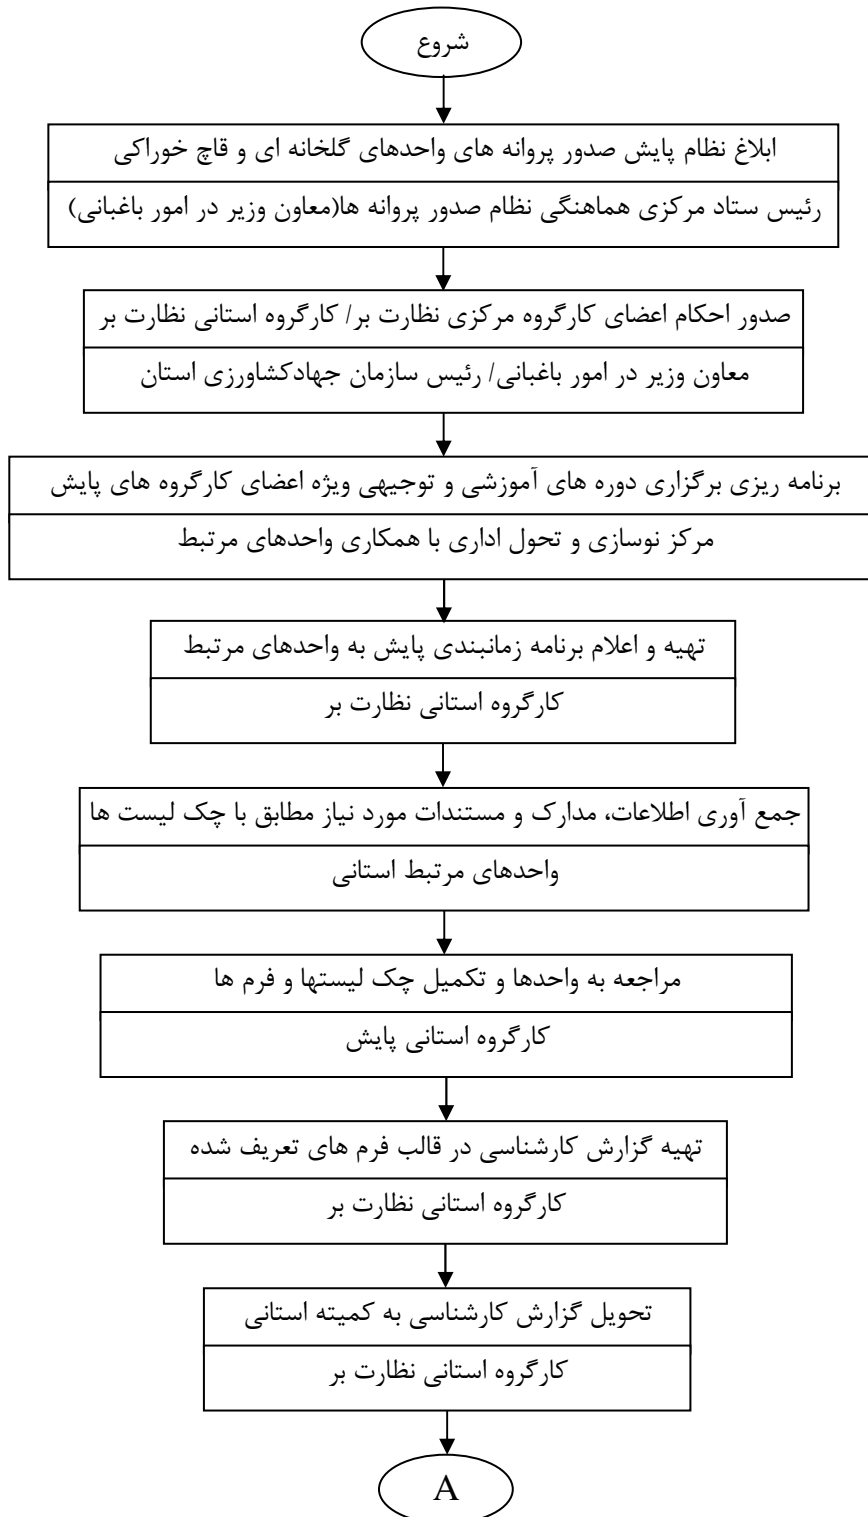 شروع
ابلاغ نظام پایش صدور پروانه های واحدهای گلخانه ای و قاچ خوراکی
رئیس ستاد مرکزی هماهنگی نظام صدور پروانه ها(معاون وزیر در امور باغبانی)
صدور احکام اعضای کارگروه مرکزی نظارت بر/ کارگروه استانی نظارت بر
معاون وزیر در امور باغبانی/ رئیس سازمان جهادکشاورزی استان
برنامه ریزی برگزاری دوره های آموزشی و توجیهی ویژه اعضای کارگروه های پایش
مرکز نوسازی و تحول اداری با همکاری واحدهای مرتبط
تهیه و اعلام برنامه زمانبندی پایش به واحدهای مرتبط
کارگروه استانی نظارت بر
جمع آوری اطلاعات، مدارک و مستندات مورد نیاز مطابق با چک لیست ها
واحدهای مرتبط استانی
مراجعه به واحدها و تکمیل چک لیستها و فرم ها
کارگروه استانی پایش
تهیه گزارش کارشناسی در قالب فرم های تعریف شده
کارگروه استانی نظارت بر
تحویل گزارش کارشناسی به کمیته استانی
کارگروه استانی نظارت بر
A